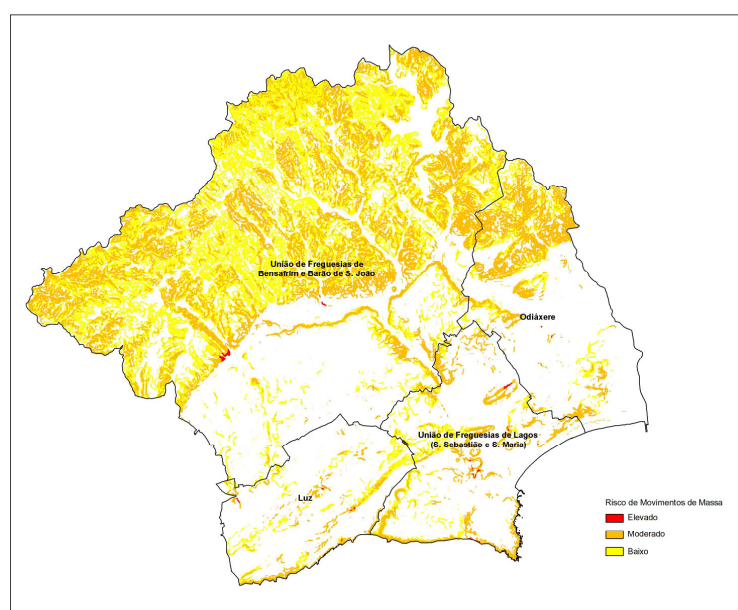 União de Freguesias de
Bensafrim e Barão de S. João
Odiáxere
União de Freguesias de Lagos
(S. Sebastião e S. Maria)
Luz
Risco de Movimentos de Massa
Elevado
Moderado
Baixo